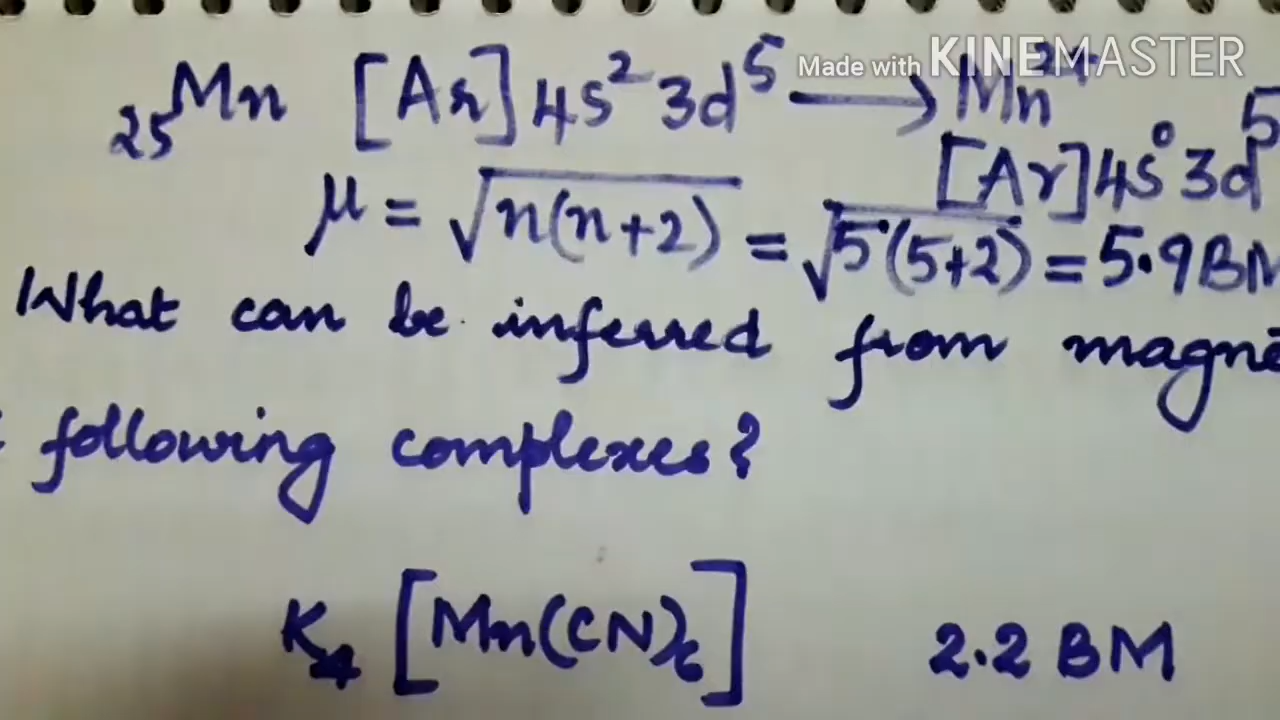 Made with KINEMASTER
25Mn [Ar] 4s² 3d⁵ ⟶ Mn²⁺
[Ar] 4s⁰ 3d⁵
μ = √n(n+2) = √5(5+2) = 5.9 BM
What can be inferred from
following complexes?
K₄ [Mn(CN)₆] 2.2 BM